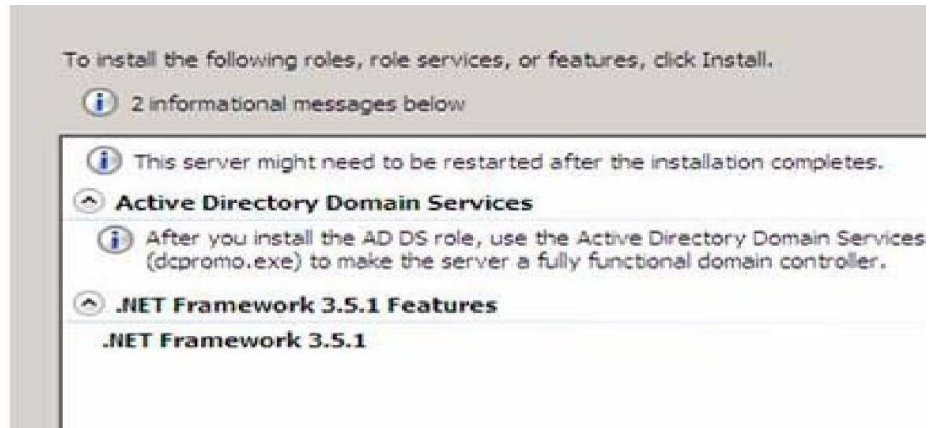 To install the following roles, role services, or features, click Install.
2 informational messages below
This server might need to be restarted after the installation completes.
Active Directory Domain Services
After you install the AD DS role, use the Active Directory Domain Services
(dcpromo.exe) to make the server a fully functional domain controller.
.NET Framework 3.5.1 Features
.NET Framework 3.5.1